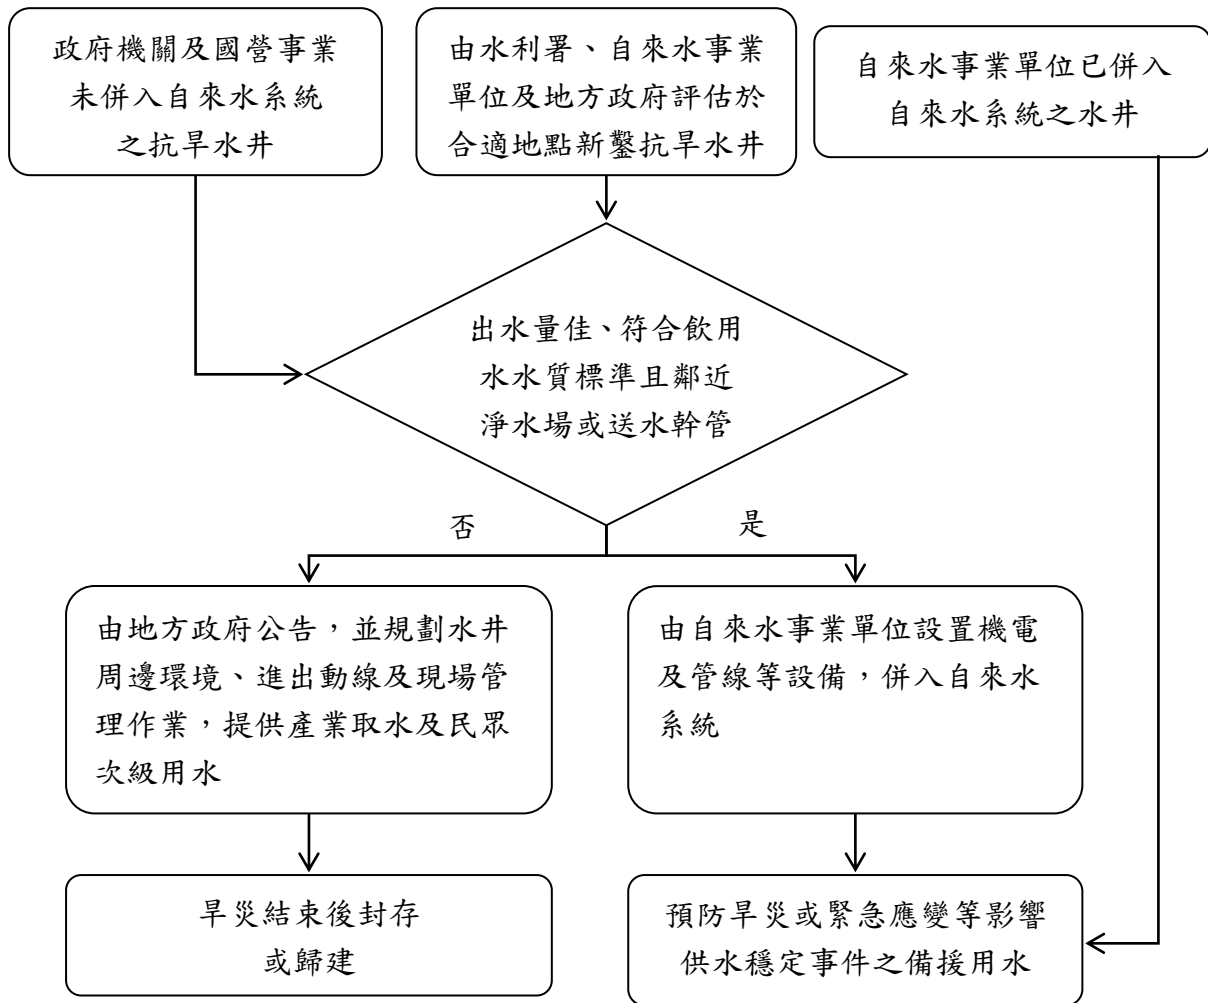 政府機關及國營事業
未併入自來水系統
之抗旱水井
由水利署、自來水事業
單位及地方政府評估於
合適地點新鑿抗旱水井
自來水事業單位已併入
自來水系統之水井
出水量佳、符合飲用
水水質標準且鄰近
淨水場或送水幹管
否
是
由地方政府公告，並規劃水井
周邊環境、進出動線及現場管
理作業，提供產業取水及民眾
次級用水
由自來水事業單位設置機電
及管線等設備，併入自來水
系統
旱災結束後封存
或歸建
預防旱災或緊急應變等影響
供水穩定事件之備援用水